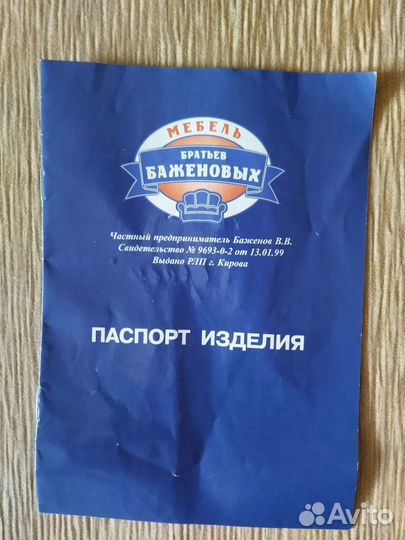 МЕБЕЛЬ
БРАТЬЕВ
БАЖЕНОВЫХ
Частный предприниматель Баженов В.В.
Свидетельство № 9693-0-2 от 13.01.99
Выдано РЛП г. Кирова
ПАСПОРТ ИЗДЕЛИЯ
Avito